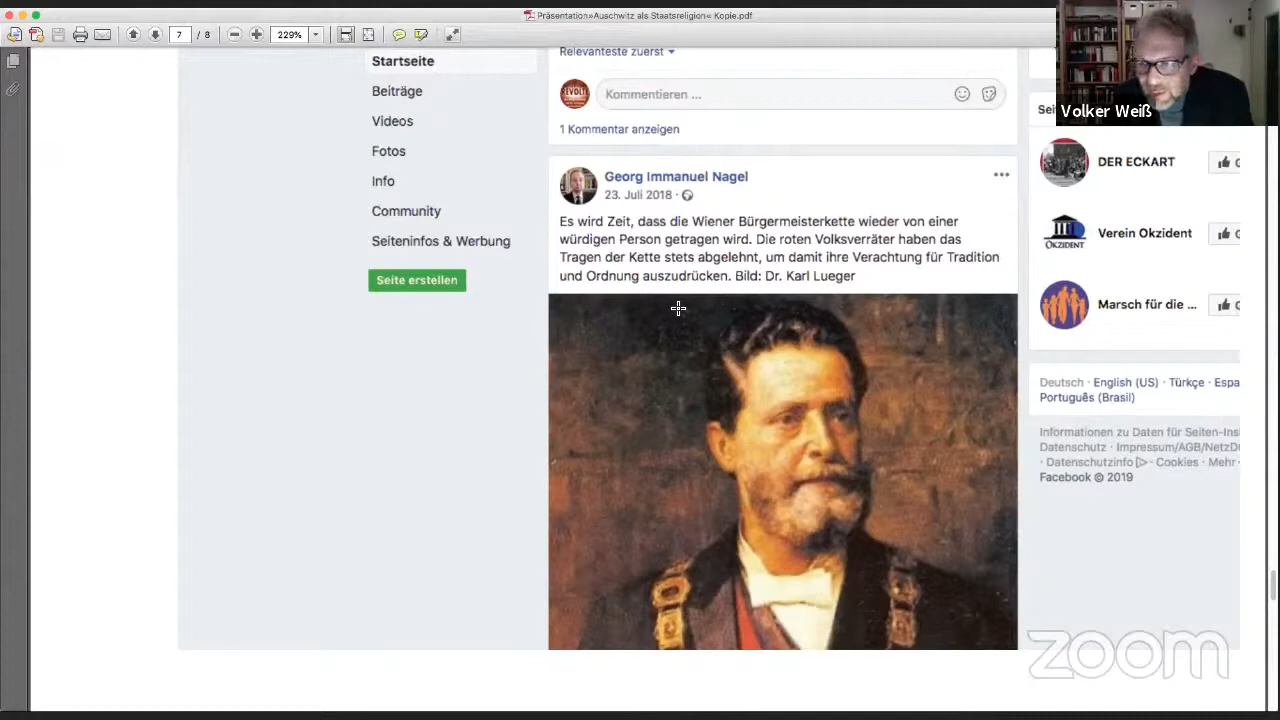 Präsentation»Auschwitz als Staatsreligion« Kopie.pdf
7 / 8
229%
Volker Weiß
Startseite
Beiträge
Videos
Fotos
Info
Community
Seiteninfos & Werbung
Seite erstellen
Relevanteste zuerst
REVOLTE
Kommentieren ...
1 Kommentar anzeigen
Georg Immanuel Nagel
23. Juli 2018
Es wird Zeit, dass die Wiener Bürgermeisterkette wieder von einer
würdigen Person getragen wird. Die roten Volksverräter haben das
Tragen der Kette stets abgelehnt, um damit ihre Verachtung für Tradition
und Ordnung auszudrücken. Bild: Dr. Karl Lueger
Sei
DER ECKART
G
OKZIDENT
Verein Okzident
G
Marsch für die ...
G
Deutsch · English (US) · Türkçe · Espa
Português (Brasil)
Informationen zu Daten für Seiten-Insi
Datenschutz · Impressum/AGB/NetzD
· Datenschutzinfo · Cookies · Mehr
Facebook © 2019
zoom